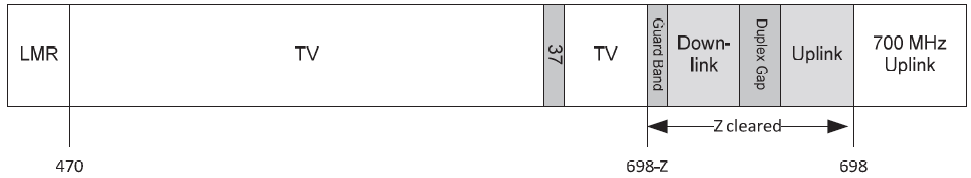 LMR
TV
37
TV
Guard Band
Down-
link
Duplex Gap
Uplink
700 MHz
Uplink
Z cleared
470
698-Z
698